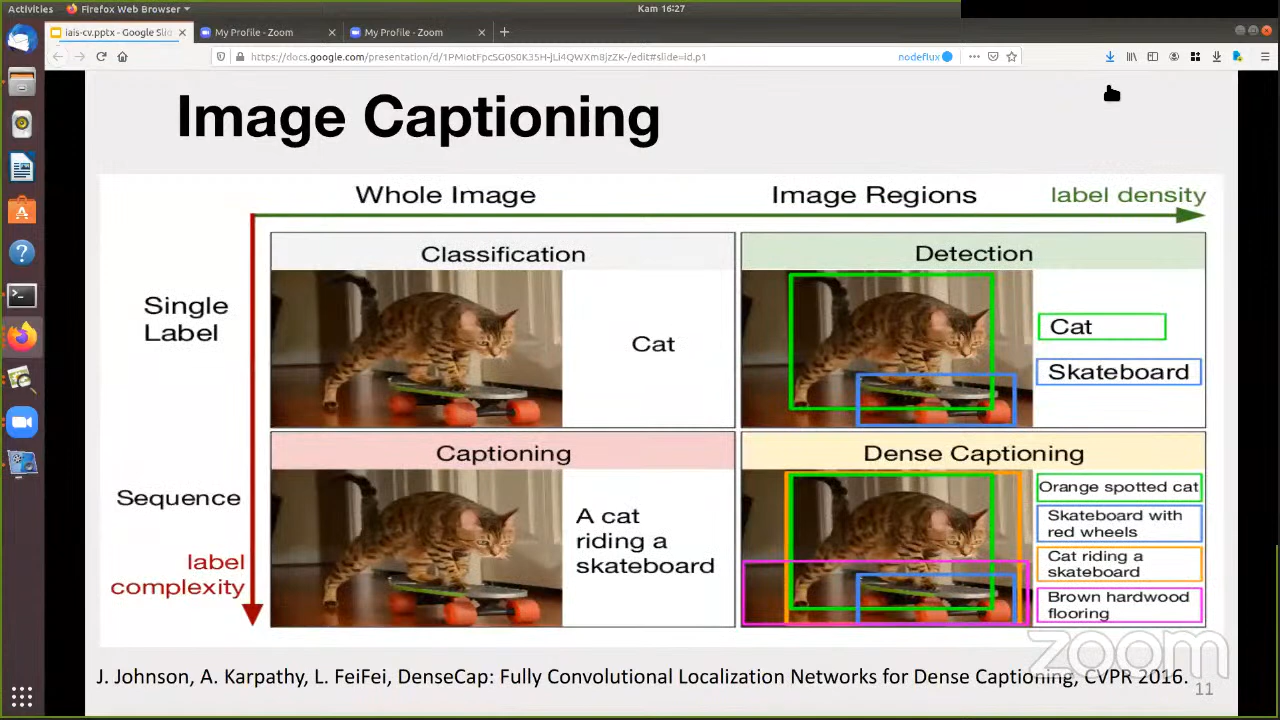 Activities Firefox Web Browser Kam 16:27
iais-cv.pptx - Google Slid My Profile - Zoom My Profile - Zoom
nodeflux
Image Captioning
Whole Image Image Regions label density
Classification Detection
Single
Label
Cat
Cat
Skateboard
Captioning Dense Captioning
Sequence
label
complexity
A cat
riding a
skateboard
Orange spotted cat
Skateboard with
red wheels
Cat riding a
skateboard
Brown hardwood
flooring
zoom
J. Johnson, A. Karpathy, L. FeiFei, DenseCap: Fully Convolutional Localization Networks for Dense Captioning, CVPR 2016.
11